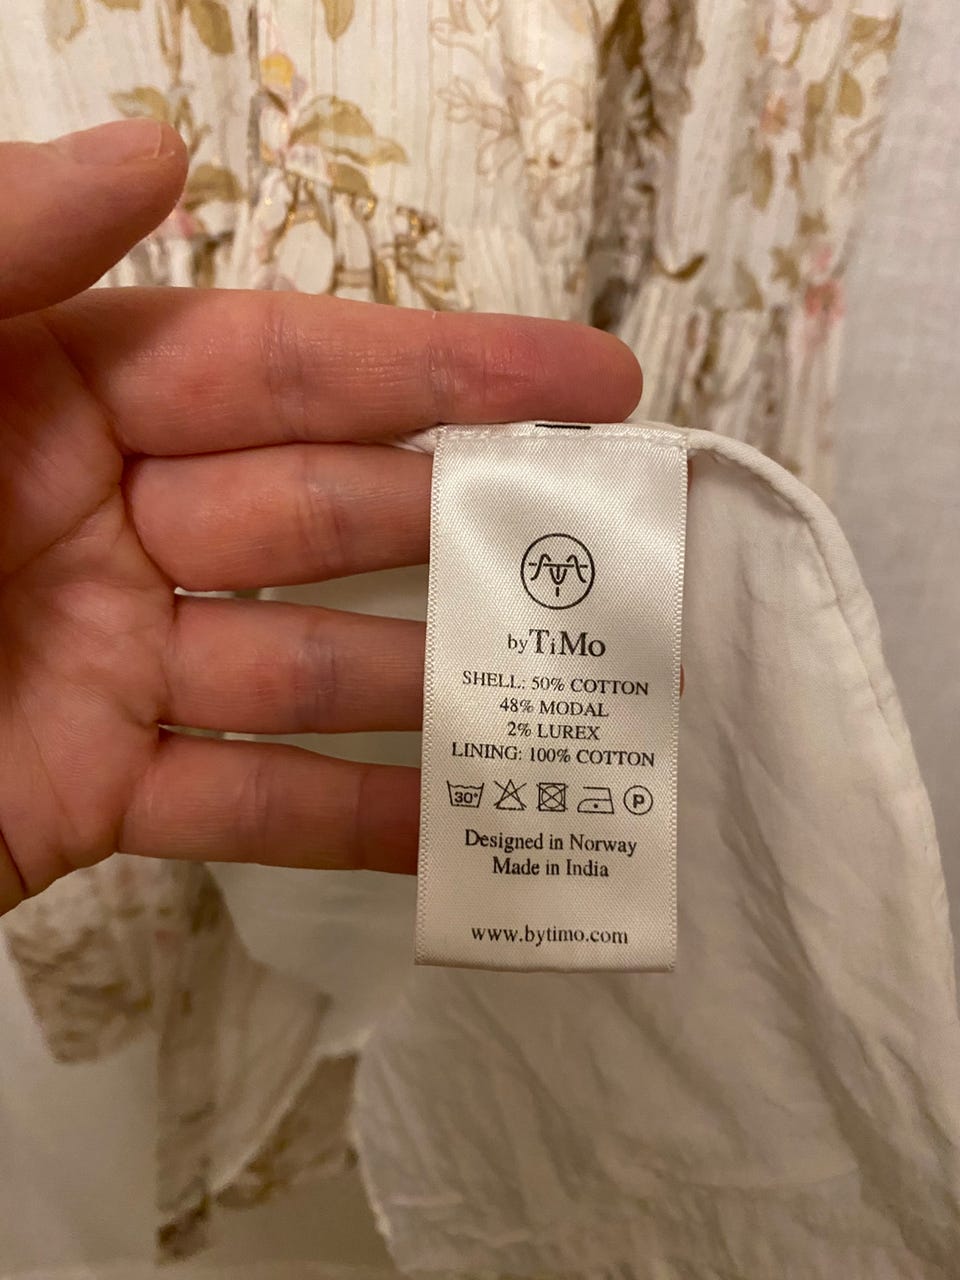 byTiMo
SHELL: 50% COTTON
48% MODAL
2% LUREX
LINING: 100% COTTON
30° P
Designed in Norway
Made in India
www.bytimo.com